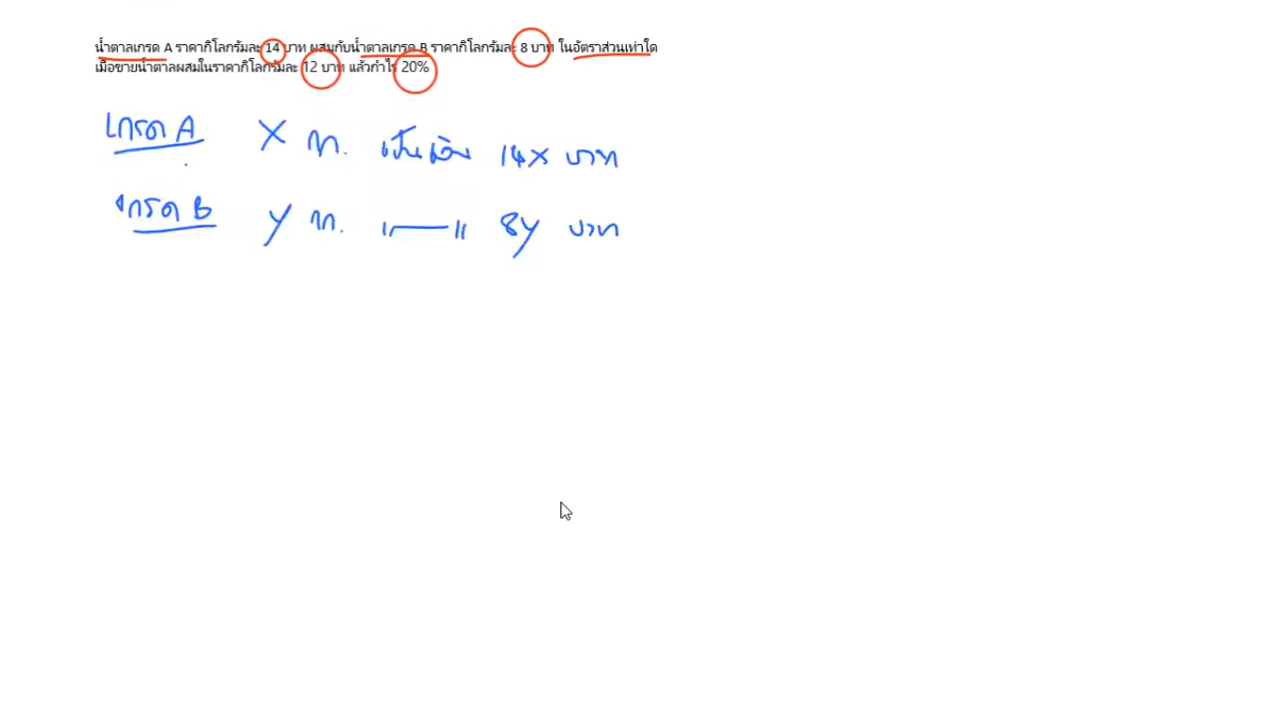 น้ำตาลเกรด A ราคากิโลกรัมละ 14 บาท ผสมกับน้ำตาลเกรด B ราคากิโลกรัมละ 8 บาท ในอัตราส่วนเท่าใด
เมื่อขายน้ำตาลผสมในราคากิโลกรัมละ 12 บาท แล้วกำไร 20%
เกรด A X กก. เป็นเงิน 14x บาท
เกรด B y กก. "——" 8y บาท